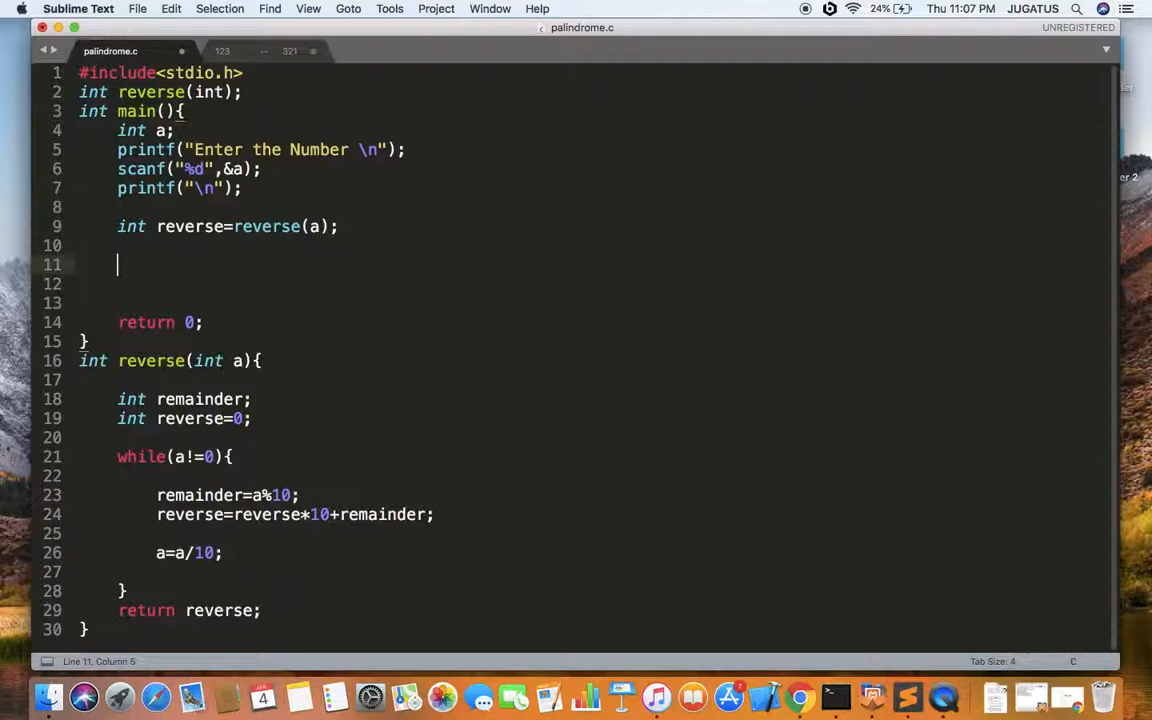 Sublime Text File Edit Selection Find View Goto Tools Project Window Help 24% Thu 11:07 PM JUGATUS
palindrome.c UNREGISTERED
palindrome.c 123 -- 321
1 #include<stdio.h>
2 int reverse(int);
3 int main(){
4 int a;
5 printf("Enter the Number \n");
6 scanf("%d",&a);
7 printf("\n");
8
9 int reverse=reverse(a);
10
11
12
13
14 return 0;
15 }
16 int reverse(int a){
17
18 int remainder;
19 int reverse=0;
20
21 while(a!=0){
22
23 remainder=a%10;
24 reverse=reverse*10+remainder;
25
26 a=a/10;
27
28 }
29 return reverse;
30 }
Line 11, Column 5 Tab Size: 4 C